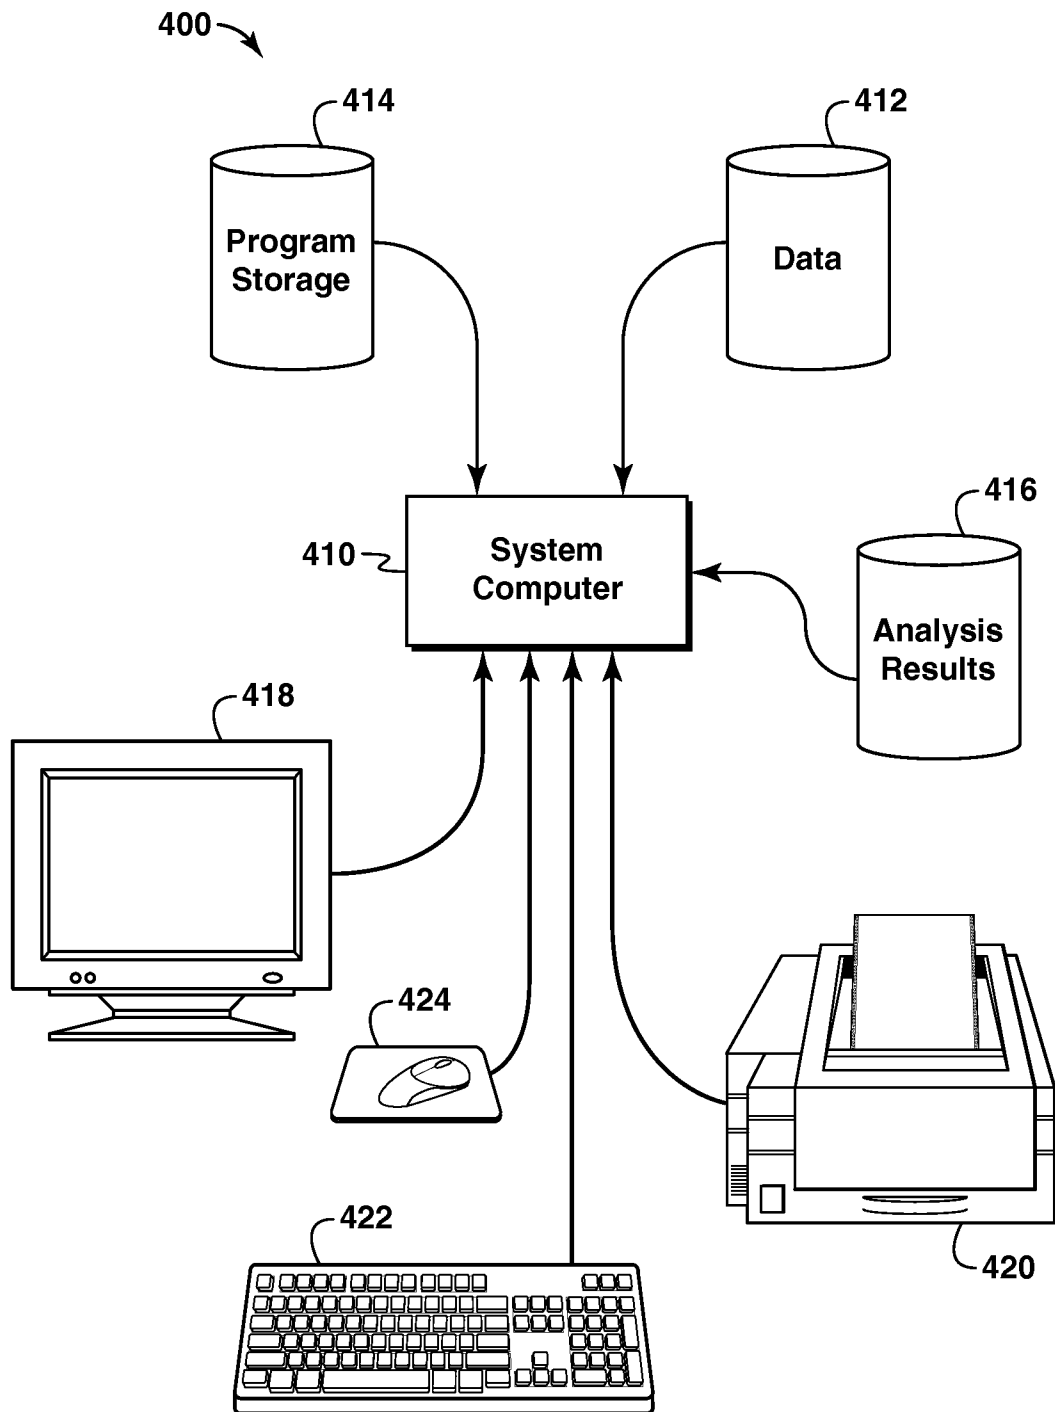 400
414
412
Program
Storage
Data
416
410
System
Computer
Analysis
Results
418
424
422
420